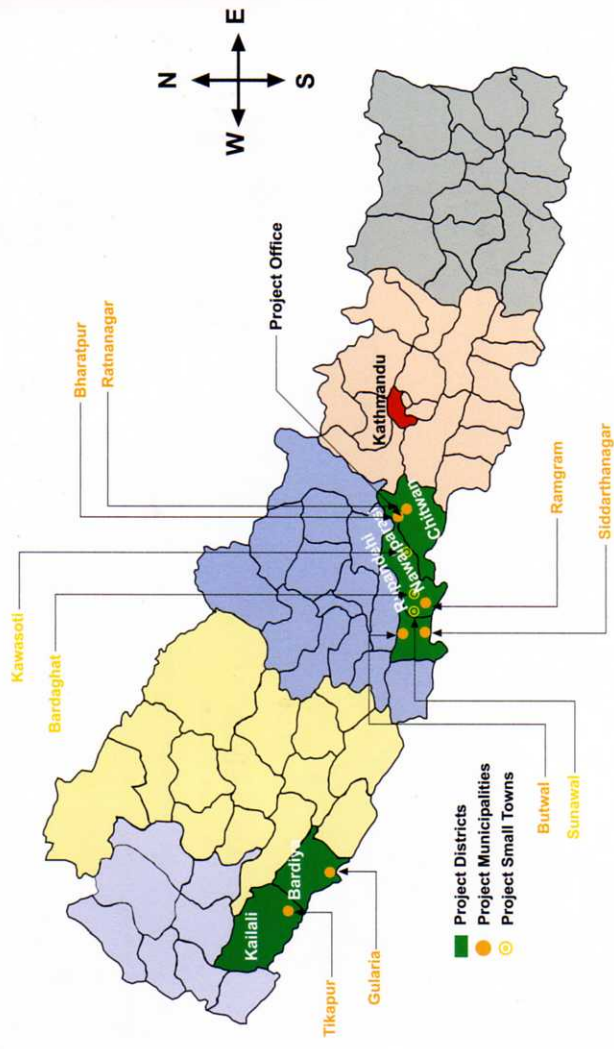 N
W
E
S
Bharatpur
Ratnanagar
Kawasoti
Bardaghat
Project Office
Kathmandu
Chitwan
Nawalparasi
Rupandehi
Bardiya
Kailali
Ramgram
Siddarthanagar
Butwal
Sunawal
Tikapur
Gularia
Project Districts
Project Municipalities
Project Small Towns